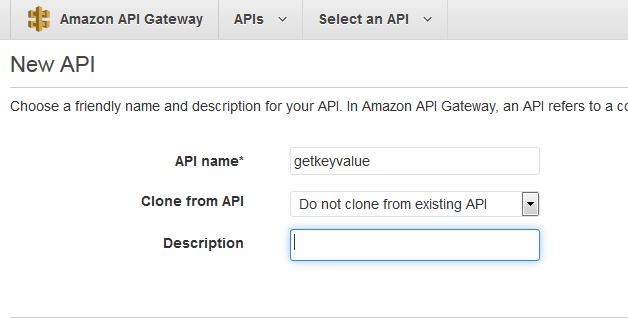 Amazon API Gateway APIs Select an API
New API
Choose a friendly name and description for your API. In Amazon API Gateway, an API refers to a co
API name* getkeyvalue
Clone from API Do not clone from existing API
Description